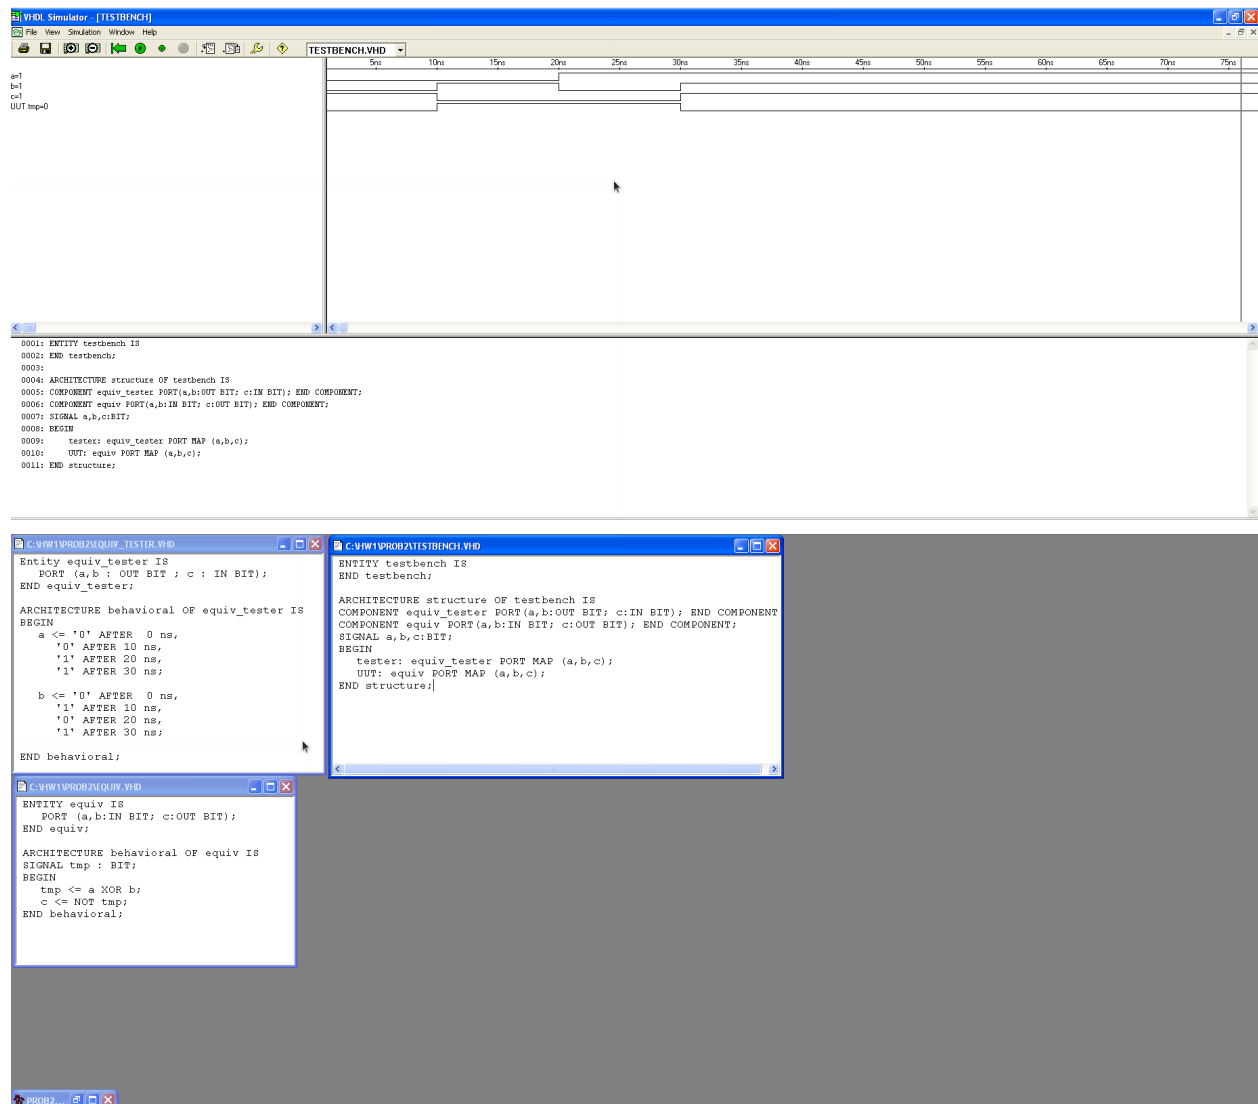 VHDL Simulator - [TESTBENCH]
File View Simulation Window Help
TESTBENCH.VHD
5ns 10ns 15ns 20ns 25ns 30ns 35ns 40ns 45ns 50ns 55ns 60ns 65ns 70ns 75ns
a=1
b=1
c=1
UUT.tmp=0
0001: ENTITY testbench IS
0002: END testbench;
0003:
0004: ARCHITECTURE structure OF testbench IS
0005: COMPONENT equiv_tester PORT(a,b:OUT BIT; c:IN BIT); END COMPONENT;
0006: COMPONENT equiv PORT(a,b:IN BIT; c:OUT BIT); END COMPONENT;
0007: SIGNAL a,b,c:BIT;
0008: BEGIN
0009: tester: equiv_tester PORT MAP (a,b,c);
0010: UUT: equiv PORT MAP (a,b,c);
0011: END structure;
C:\HW1\PROB2\EQUIV_TESTER.VHD
Entity equiv_tester IS
PORT (a,b : OUT BIT ; c : IN BIT);
END equiv_tester;
ARCHITECTURE behavioral OF equiv_tester IS
BEGIN
a <= '0' AFTER 0 ns,
'0' AFTER 10 ns,
'1' AFTER 20 ns,
'1' AFTER 30 ns;
b <= '0' AFTER 0 ns,
'1' AFTER 10 ns,
'0' AFTER 20 ns,
'1' AFTER 30 ns;
END behavioral;
C:\HW1\PROB2\TESTBENCH.VHD
ENTITY testbench IS
END testbench;
ARCHITECTURE structure OF testbench IS
COMPONENT equiv_tester PORT(a,b:OUT BIT; c:IN BIT); END COMPONENT
COMPONENT equiv PORT(a,b:IN BIT; c:OUT BIT); END COMPONENT;
SIGNAL a,b,c:BIT;
BEGIN
tester: equiv_tester PORT MAP (a,b,c);
UUT: equiv PORT MAP (a,b,c);
END structure;
C:\HW1\PROB2\EQUIV.VHD
ENTITY equiv IS
PORT (a,b:IN BIT; c:OUT BIT);
END equiv;
ARCHITECTURE behavioral OF equiv IS
SIGNAL tmp : BIT;
BEGIN
tmp <= a XOR b;
c <= NOT tmp;
END behavioral;
PROB2...